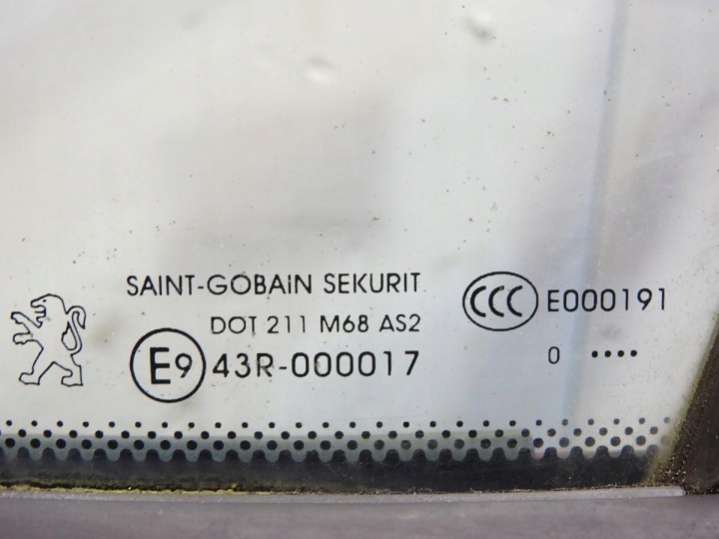 SAINT-GOBAIN SEKURIT
DOT 211 M68 AS2
E9 43R-000017
CCC E000191
0 ••••